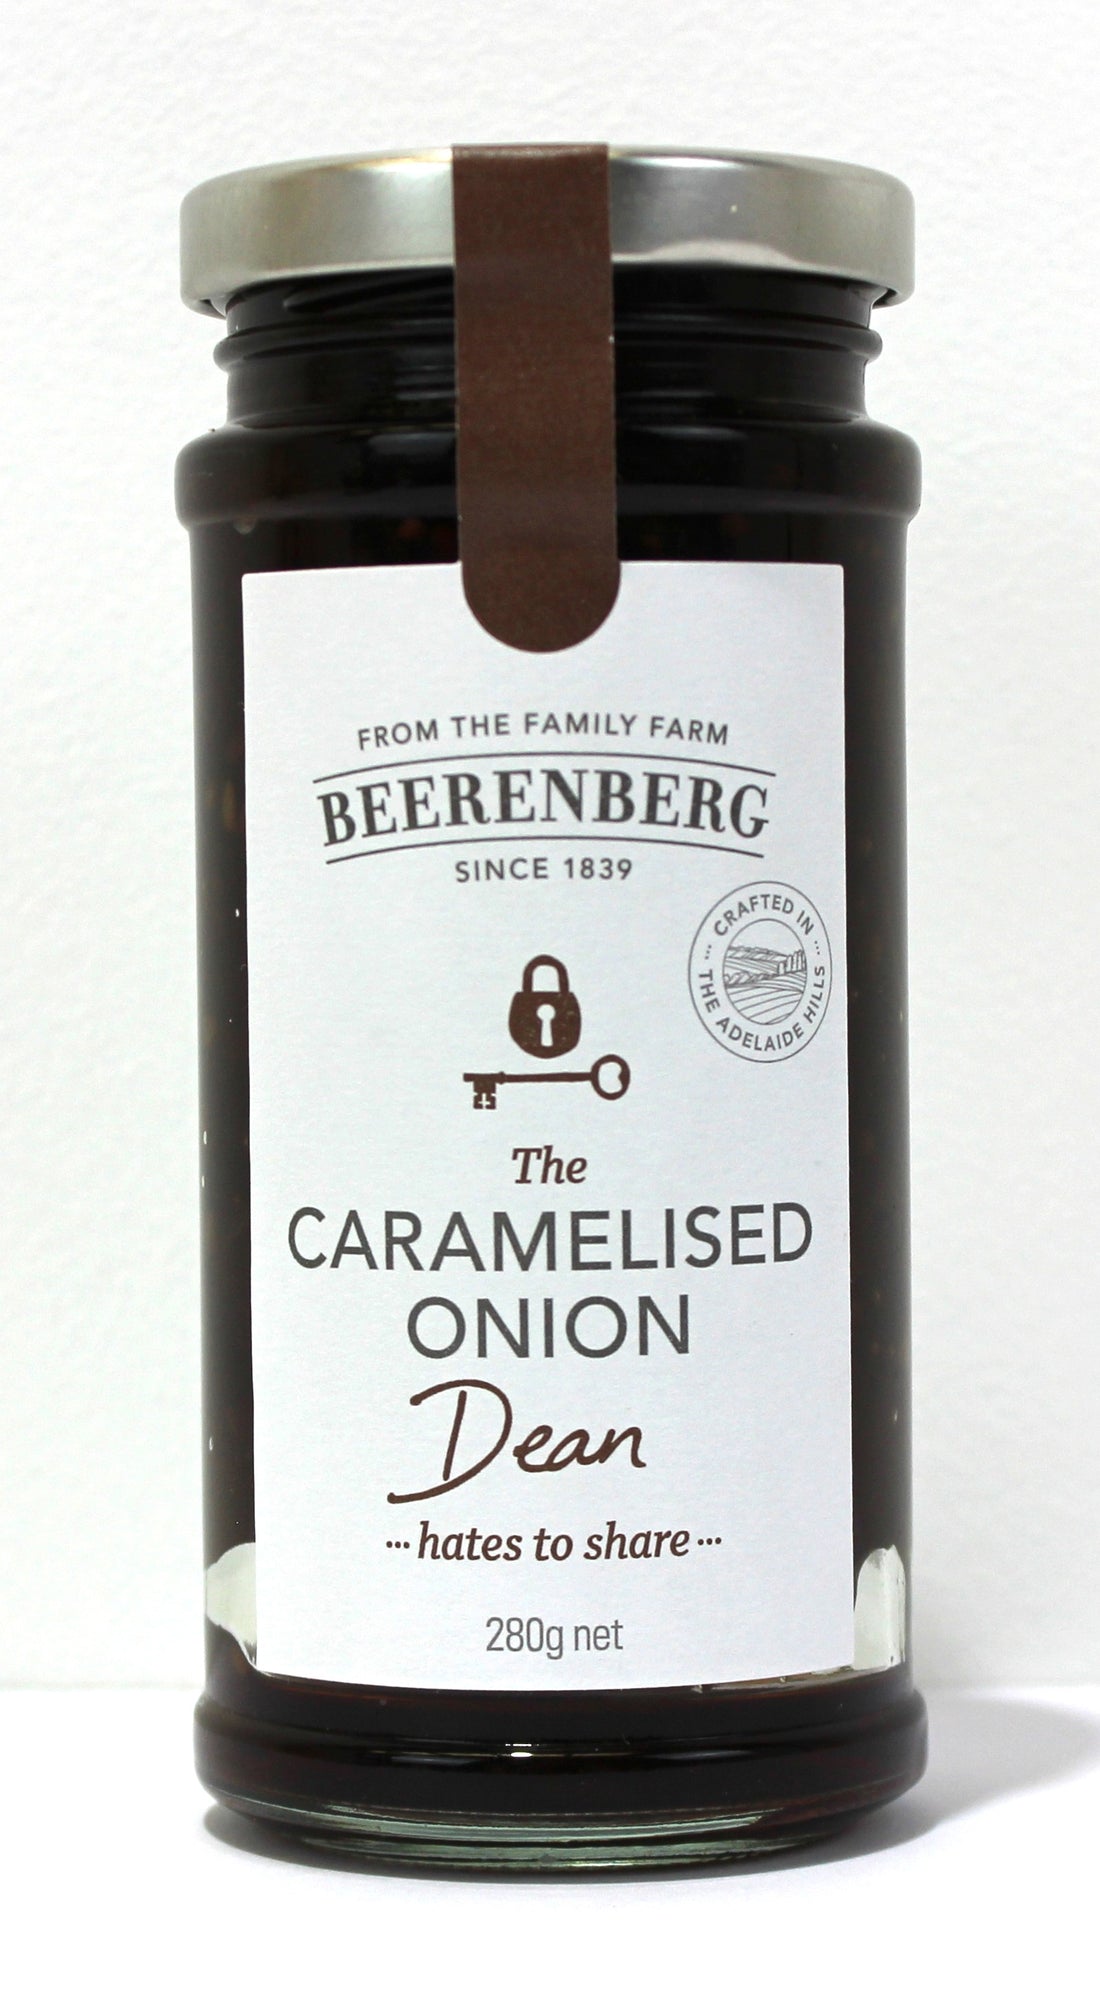 FROM THE FAMILY FARM
BEERENBERG
SINCE 1839
··· CRAFTED IN ···
THE ADELAIDE HILLS
The
CARAMELISED
ONION
Dean
···hates to share···
280g net